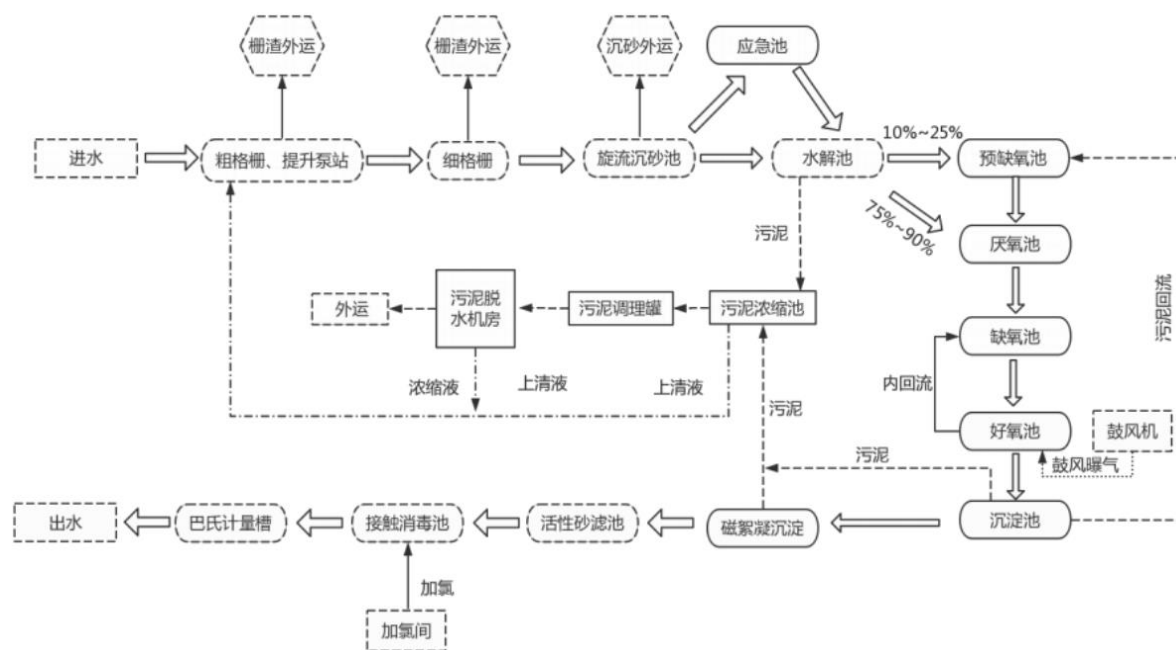 栅渣外运
栅渣外运
沉砂外运
应急池
进水
粗格栅、提升泵站
细格栅
旋流沉砂池
水解池
10%~25%
预缺氧池
75%~90%
污泥
厌氧池
外运
污泥脱
水机房
污泥调理罐
污泥浓缩池
污泥回流
缺氧池
浓缩液
上清液
上清液
内回流
污泥
好氧池
鼓风机
鼓风曝气
污泥
出水
巴氏计量槽
接触消毒池
活性砂滤池
磁絮凝沉淀
沉淀池
加氯
加氯间